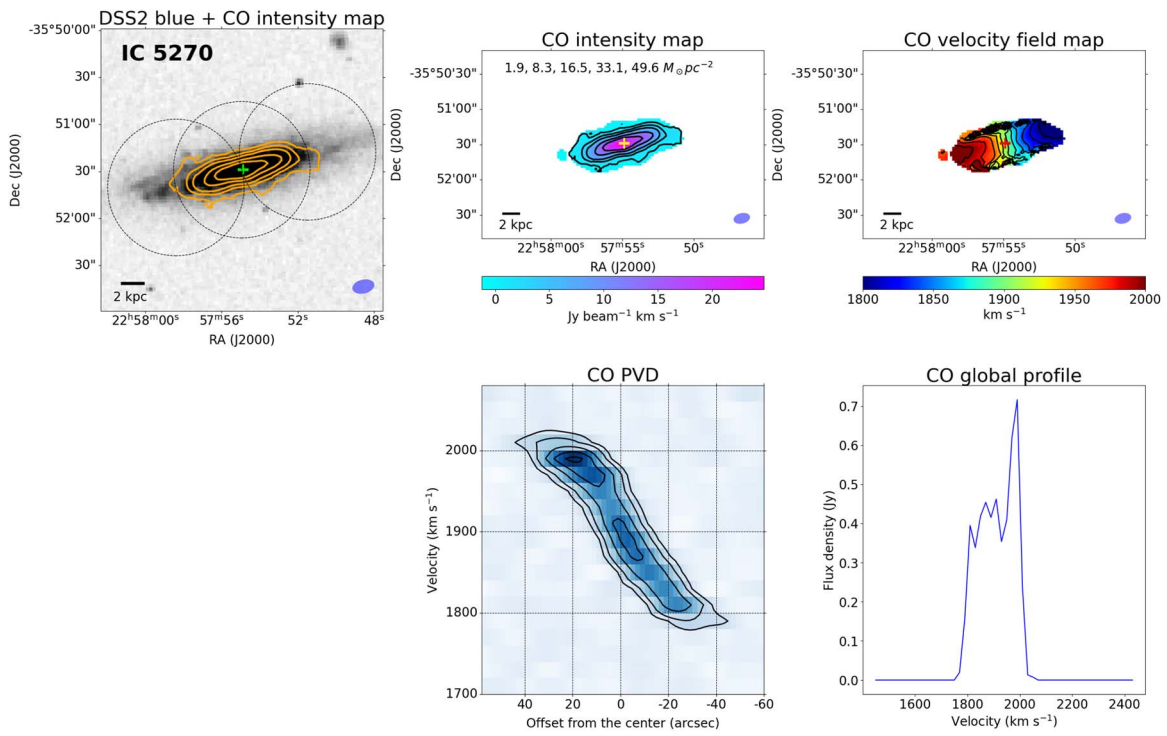 DSS2 blue + CO intensity map
IC 5270
-35°50'00"
30"
51'00"
30"
52'00"
30"
Dec (J2000)
2 kpc
22ʰ58ᵐ00ˢ 57ᵐ56ˢ 52ˢ 48ˢ
RA (J2000)
CO intensity map
1.9, 8.3, 16.5, 33.1, 49.6 M⊙pc⁻²
-35°50'30"
51'00"
30"
52'00"
30"
Dec (J2000)
2 kpc
22ʰ58ᵐ00ˢ 57ᵐ55ˢ 50ˢ
RA (J2000)
0 5 10 15 20
Jy beam⁻¹ km s⁻¹
CO velocity field map
-35°50'30"
51'00"
30"
52'00"
30"
Dec (J2000)
2 kpc
22ʰ58ᵐ00ˢ 57ᵐ55ˢ 50ˢ
RA (J2000)
1800 1850 1900 1950 2000
km s⁻¹
CO PVD
2000
1900
1800
1700
Velocity (km s⁻¹)
40 20 0 -20 -40 -60
Offset from the center (arcsec)
CO global profile
0.7
0.6
0.5
0.4
0.3
0.2
0.1
0.0
Flux density (Jy)
1600 1800 2000 2200 2400
Velocity (km s⁻¹)